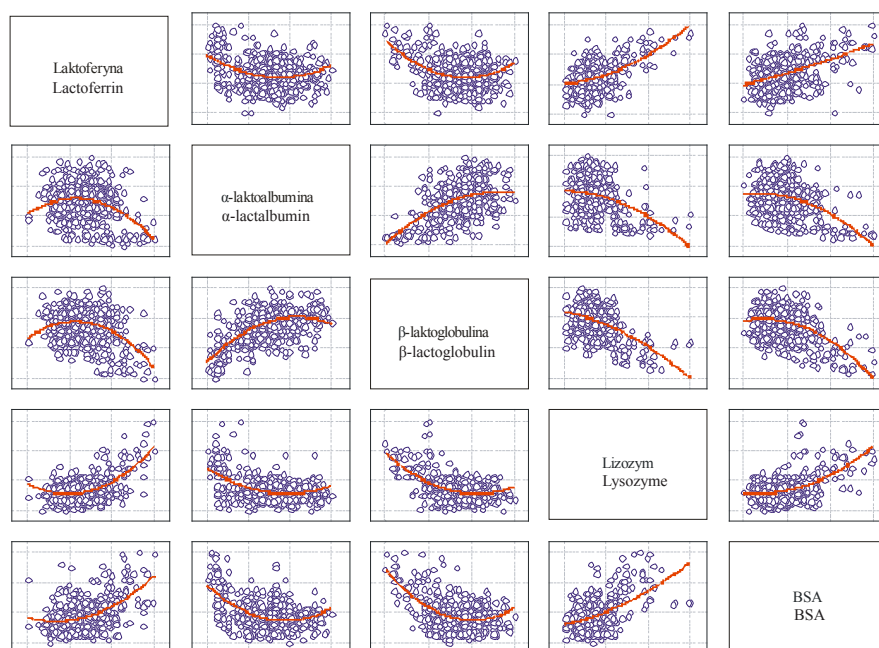 Laktoferyna
Lactoferrin
α-laktoalbumina
α-lactalbumin
β-laktoglobulina
β-lactoglobulin
Lizozym
Lysozyme
BSA
BSA